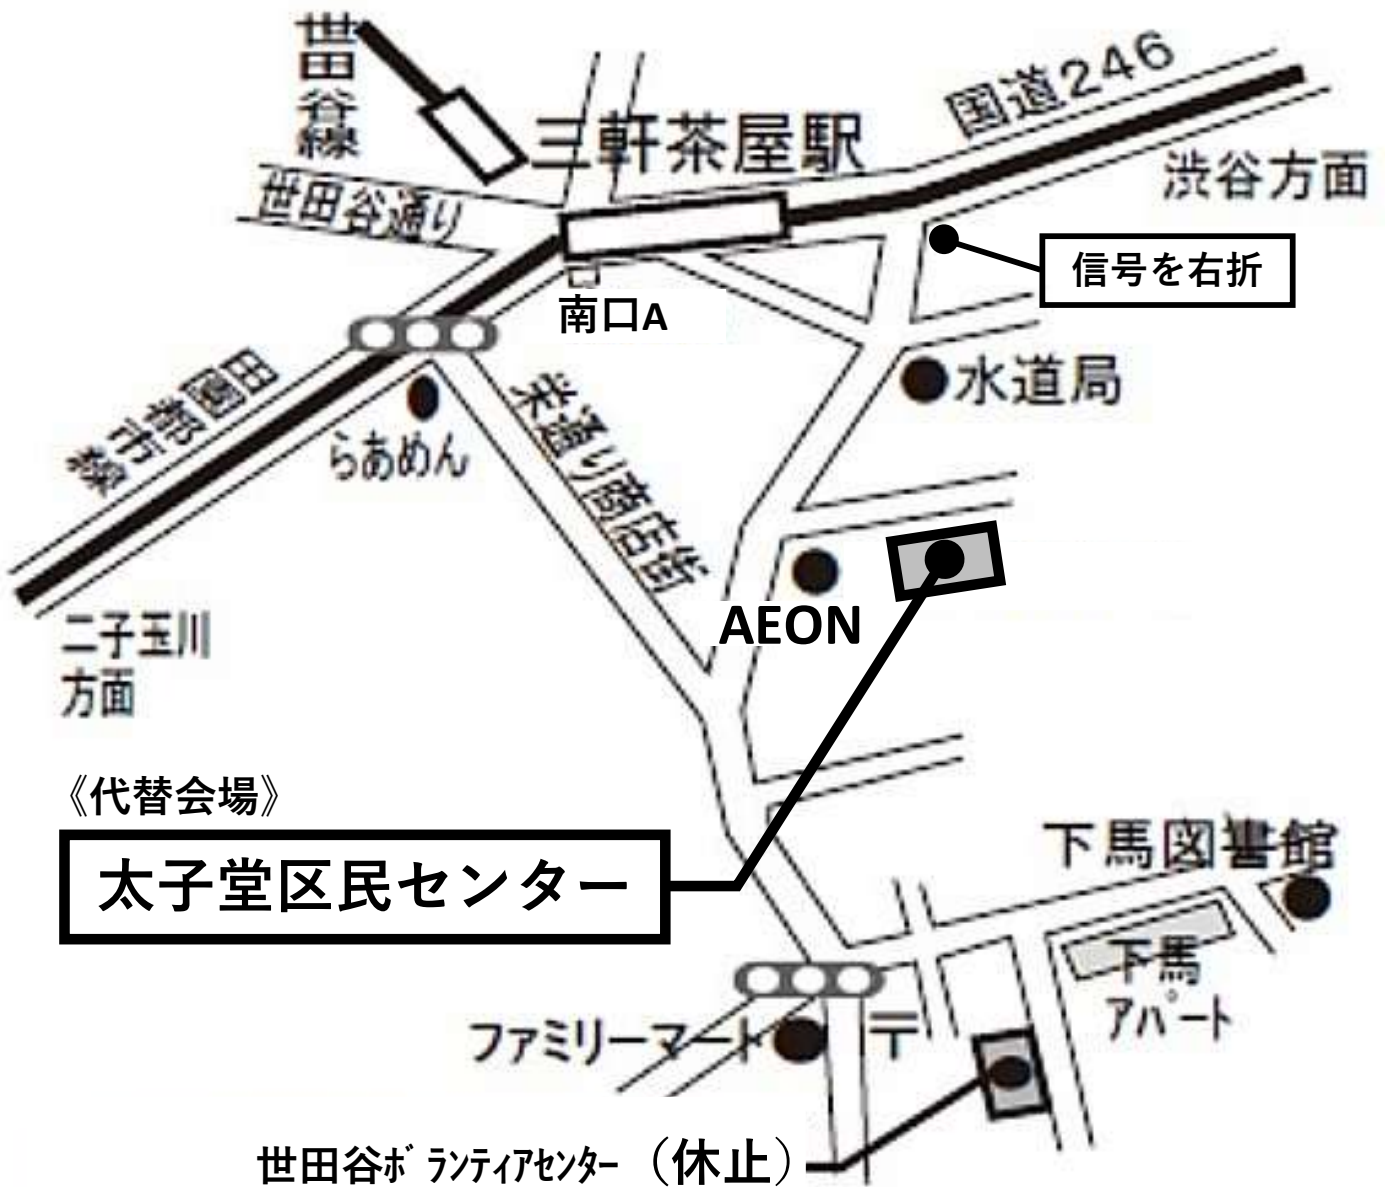 世田谷線
三軒茶屋駅
国道246
渋谷方面
世田谷通り
信号を右折
南口A
水道局
田園都市線
らあめん
栄通り商店街
AEON
二子玉川
方面
《代替会場》
太子堂区民センター
下馬図書館
下馬
アパート
ファミリーマート
〒
世田谷ボランティアセンター（休止）